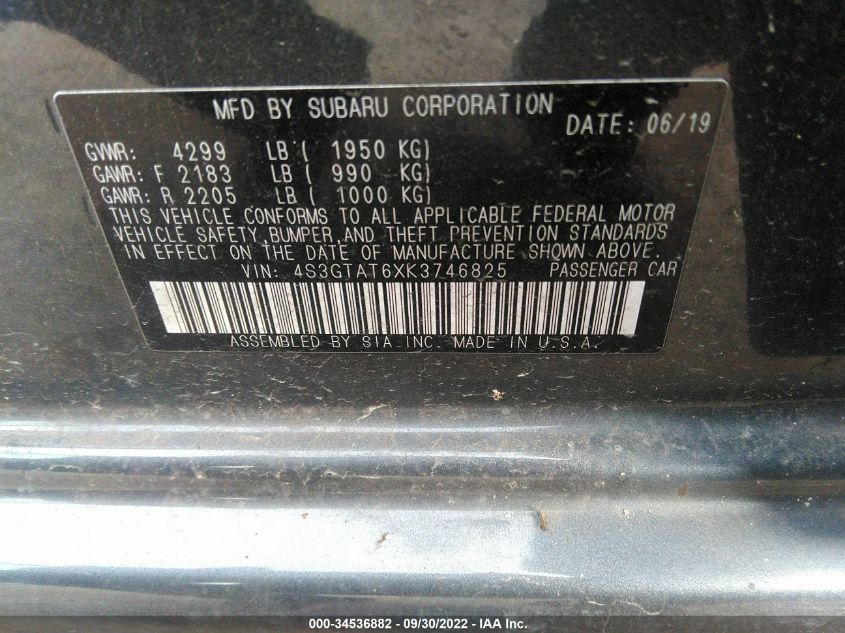 MFD BY SUBARU CORPORATION
DATE: 06/19
GVWR: 4299 LB ( 1950 KG)
GAWR: F 2183 LB ( 990 KG)
GAWR: R 2205 LB ( 1000 KG)
THIS VEHICLE CONFORMS TO ALL APPLICABLE FEDERAL MOTOR
VEHICLE SAFETY, BUMPER, AND THEFT PREVENTION STANDARDS
IN EFFECT ON THE DATE OF MANUFACTURE SHOWN ABOVE.
VIN: 4S3GTAT6XK3746825 PASSENGER CAR
ASSEMBLED BY SIA INC. MADE IN U.S.A.
000-34536882 - 09/30/2022 - IAA Inc.